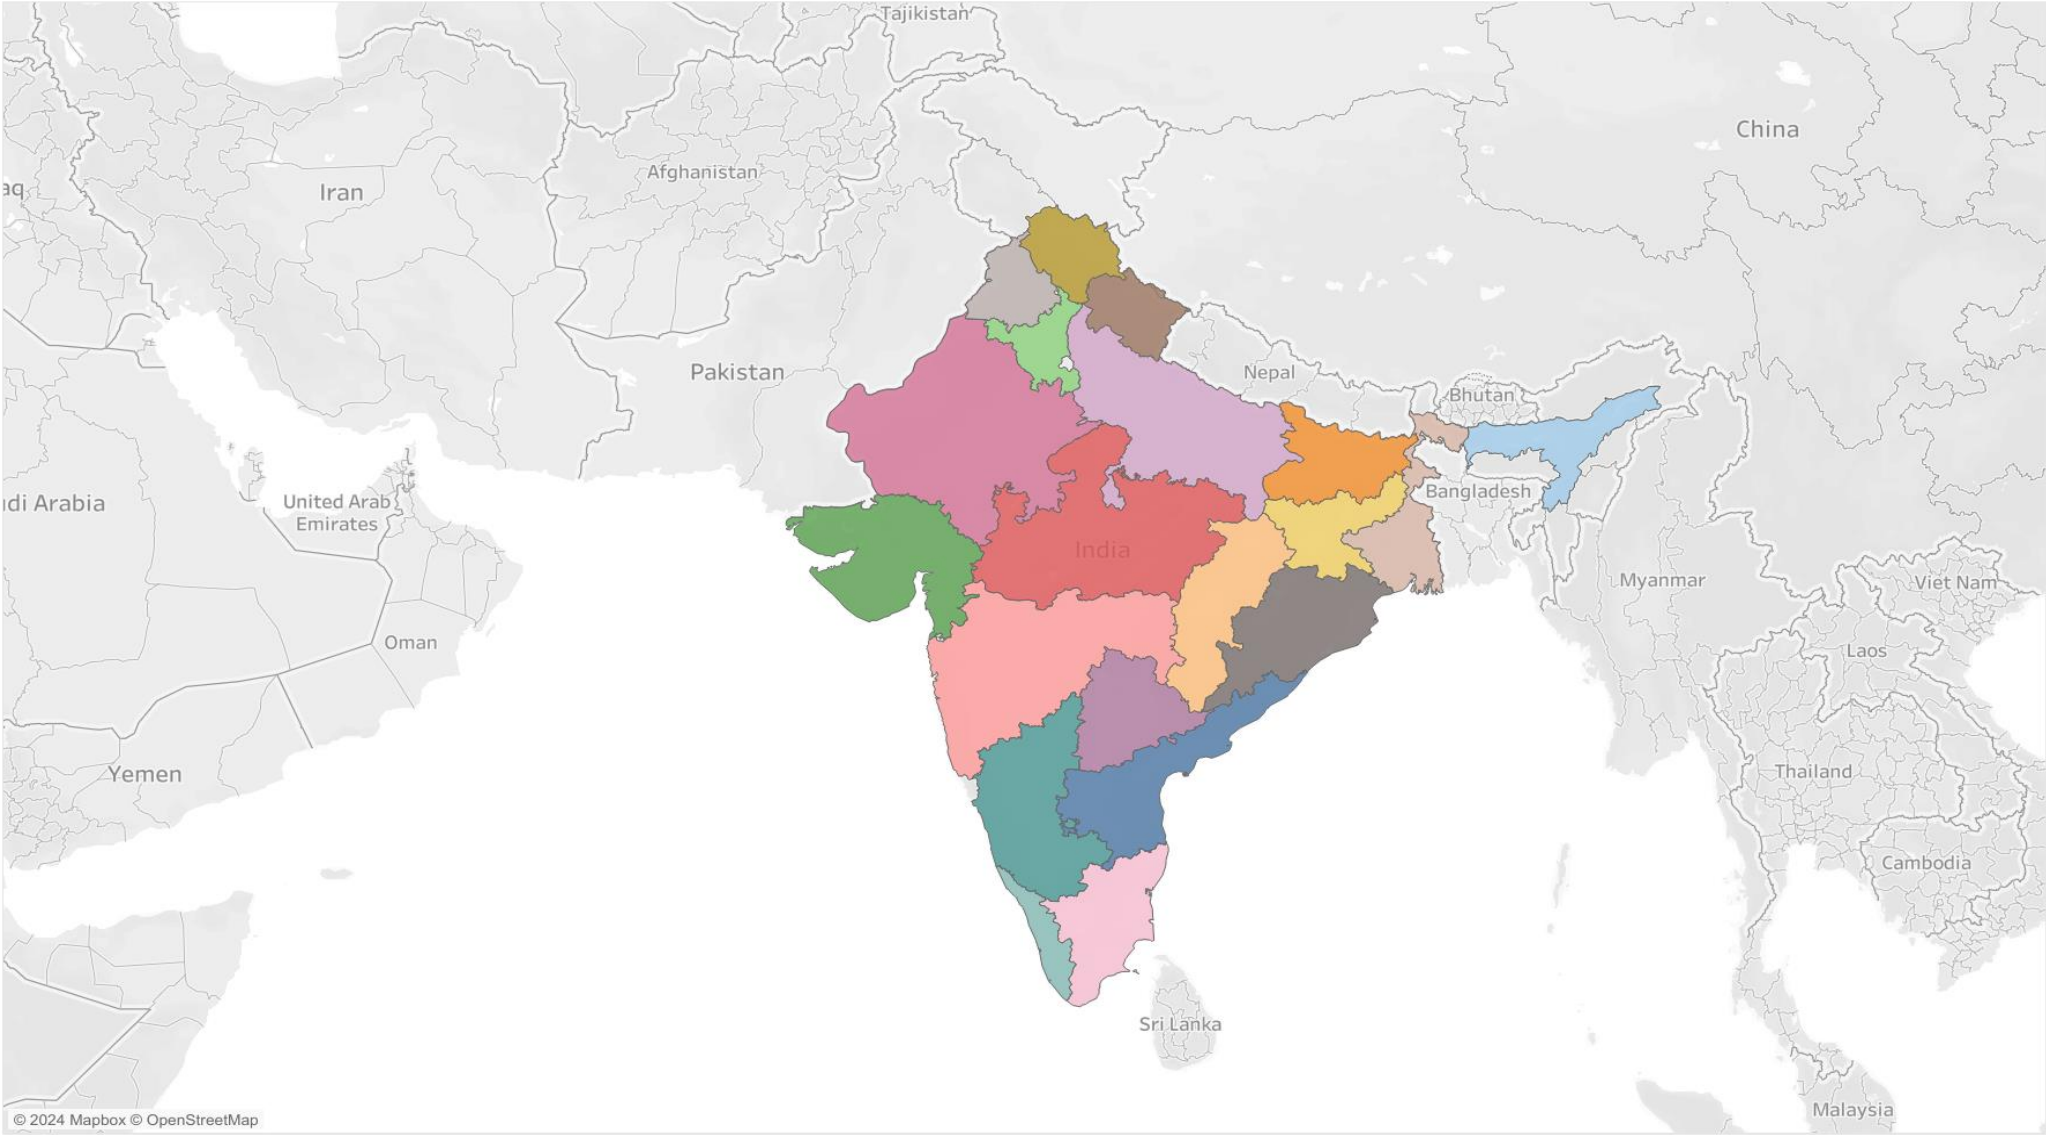 Tajikistan
China
Afghanistan
aq
Iran
Pakistan
Nepal
Bhutan
di Arabia
United Arab
Emirates
Bangladesh
India
Myanmar
Viet Nam
Oman
Laos
Yemen
Thailand
Cambodia
Sri Lanka
Malaysia
© 2024 Mapbox © OpenStreetMap